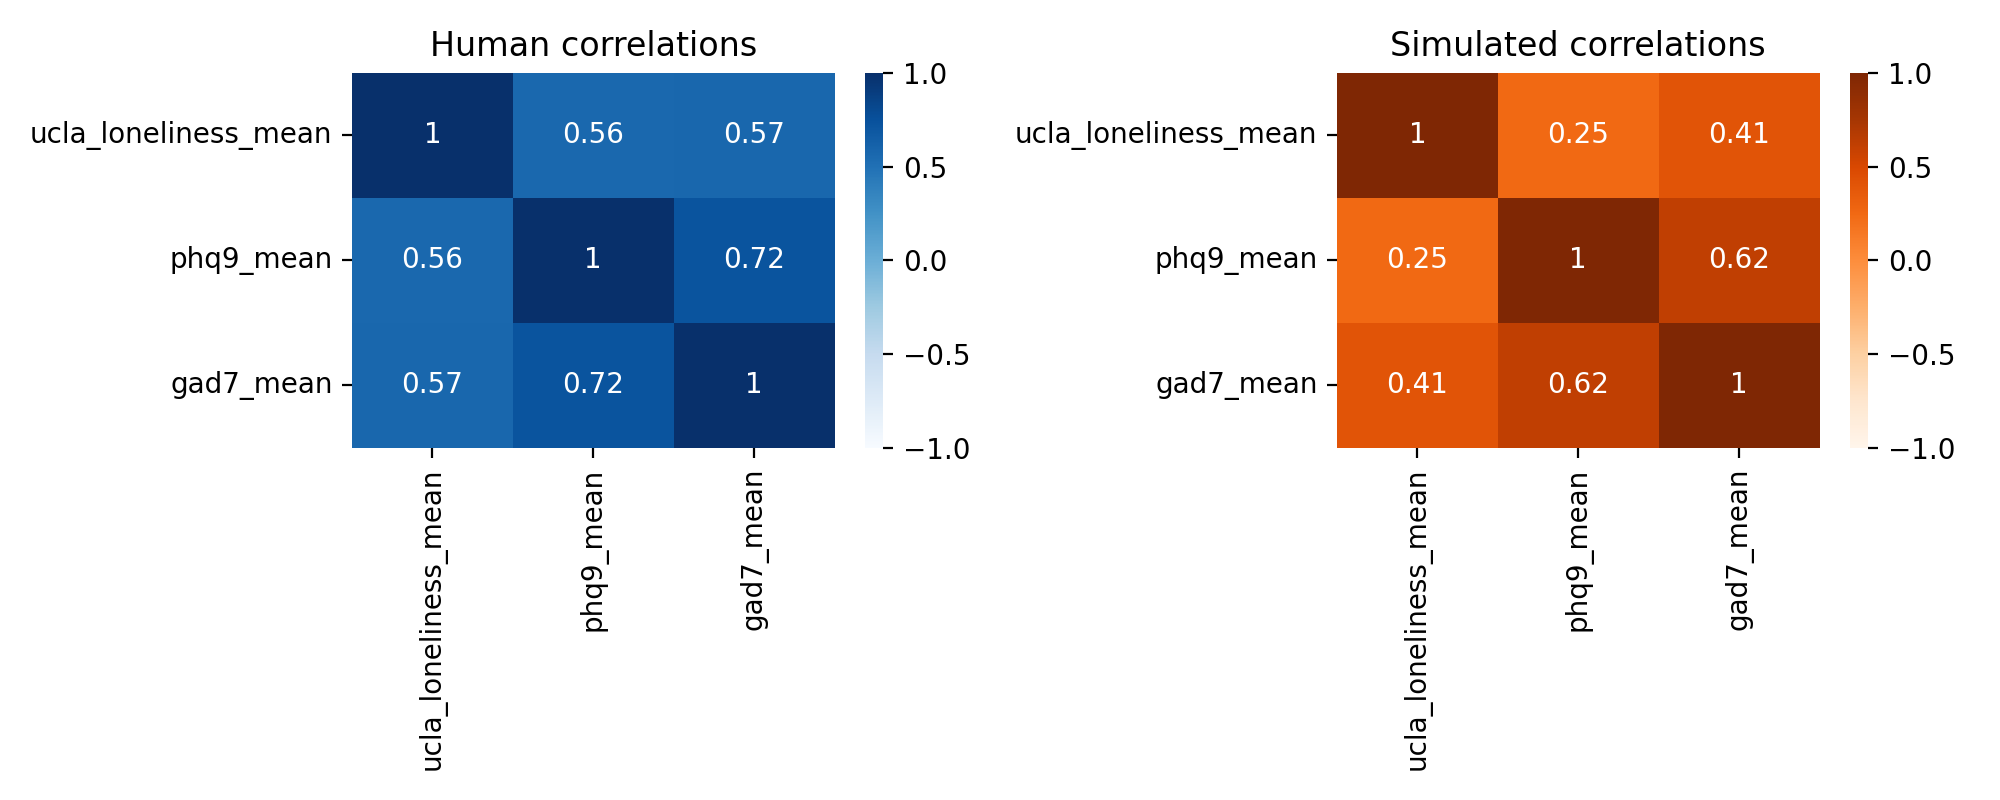 Human correlations
ucla_loneliness_mean 1 0.56 0.57
phq9_mean 0.56 1 0.72
gad7_mean 0.57 0.72 1
ucla_loneliness_mean
phq9_mean
gad7_mean
1.0
0.5
0.0
−0.5
−1.0
Simulated correlations
ucla_loneliness_mean 1 0.25 0.41
phq9_mean 0.25 1 0.62
gad7_mean 0.41 0.62 1
ucla_loneliness_mean
phq9_mean
gad7_mean
1.0
0.5
0.0
−0.5
−1.0